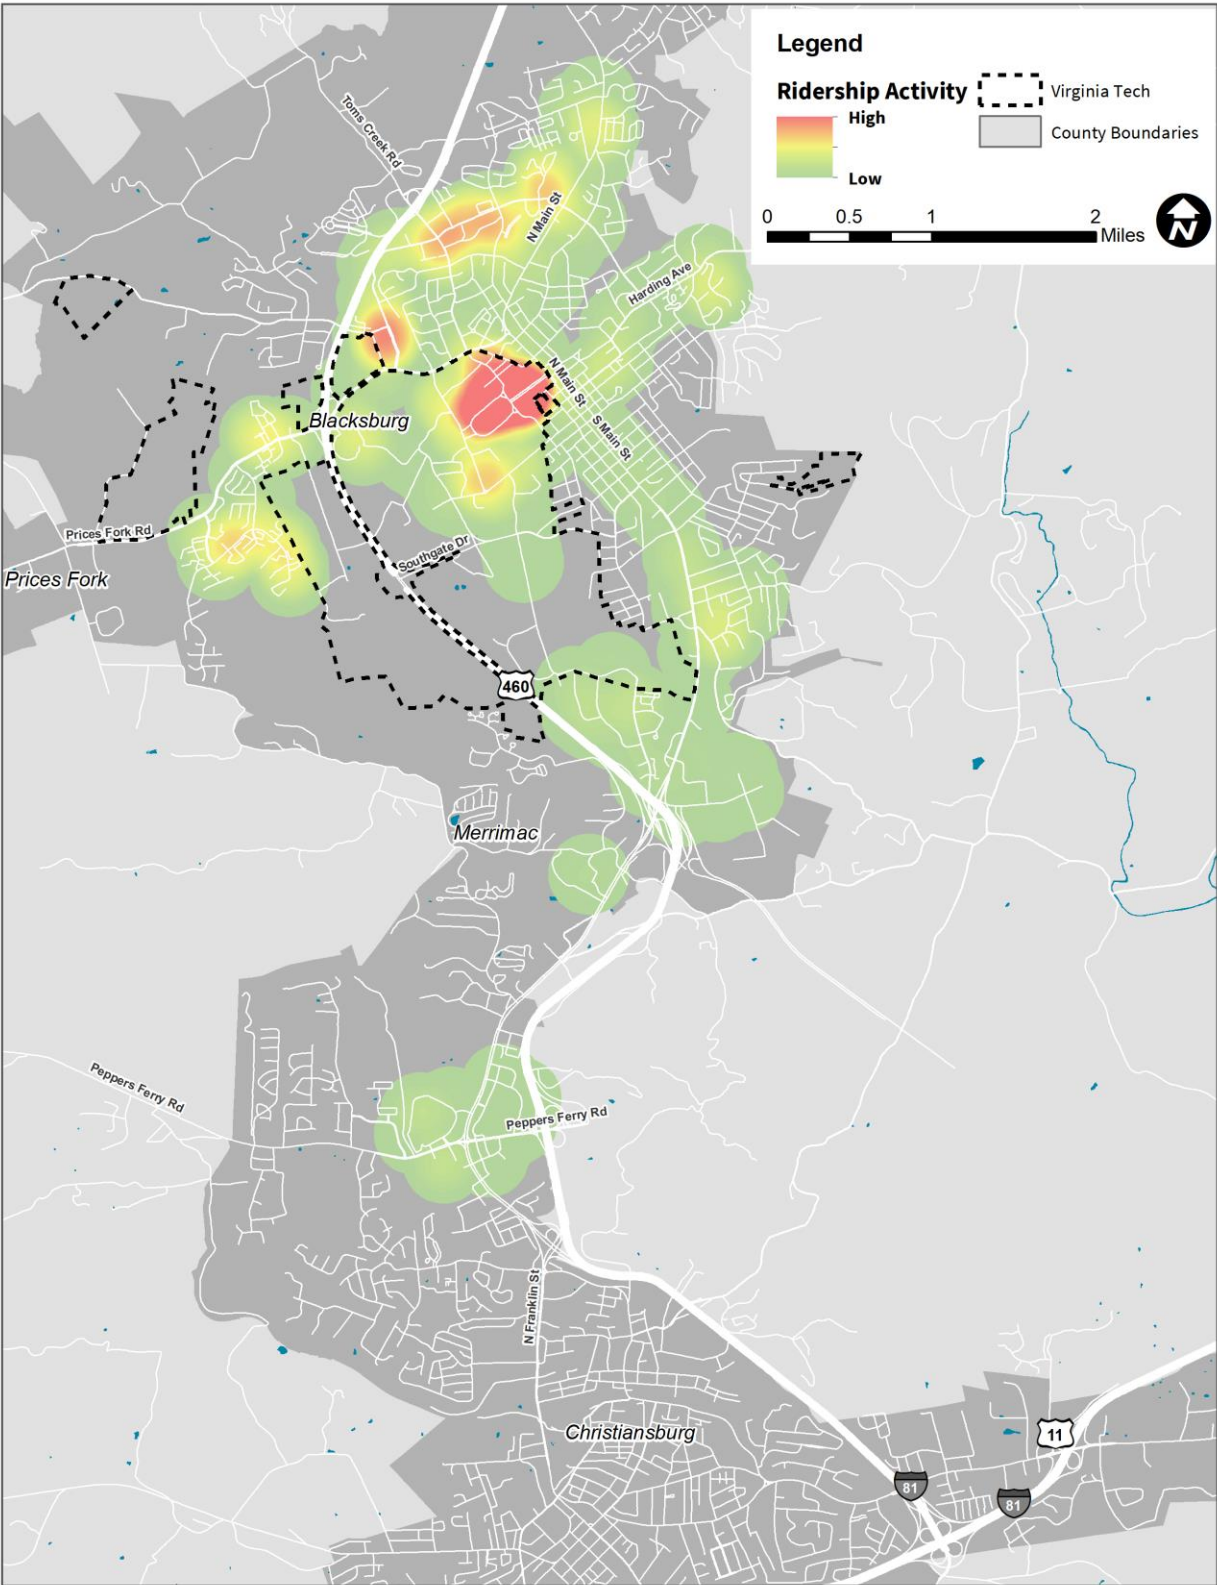 Legend
Ridership Activity
High
Low
Virginia Tech
County Boundaries
0 0.5 1 2
Miles
N
Toms Creek Rd
N Main St
Harding Ave
N Main St
S Main St
Blacksburg
Prices Fork Rd
Southgate Dr
Prices Fork
460
Merrimac
Peppers Ferry Rd
Peppers Ferry Rd
N Franklin St
Christiansburg
11
81
81